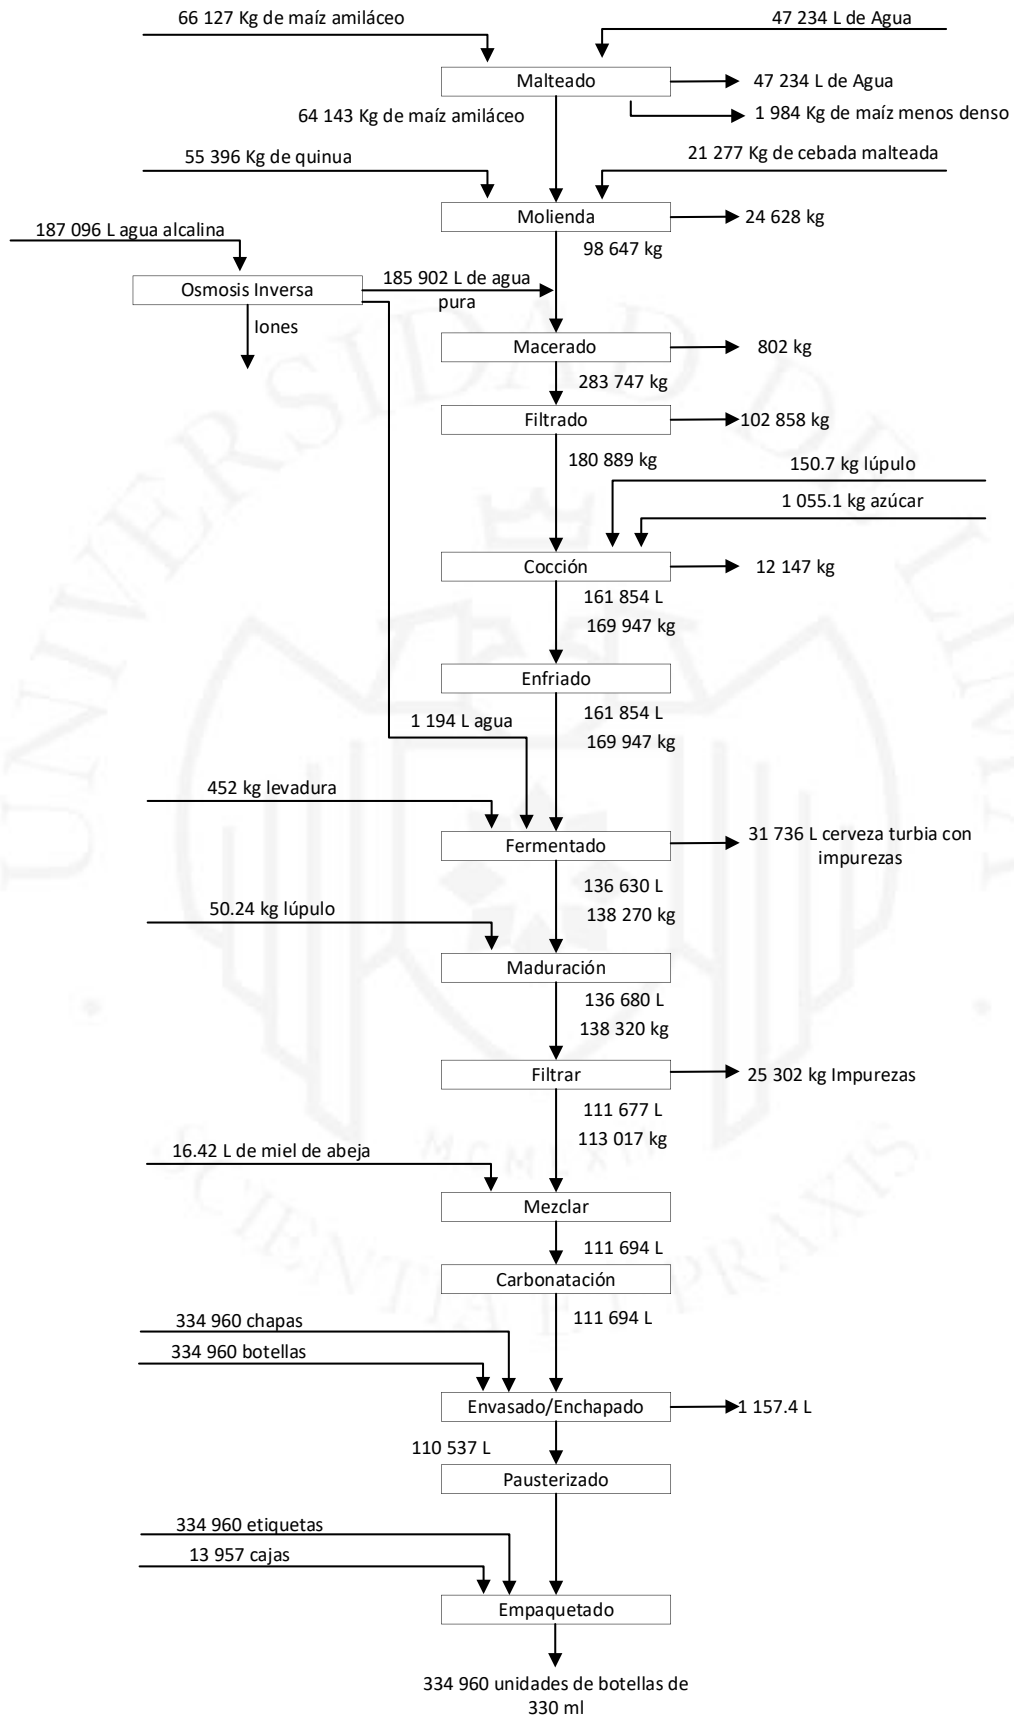 66 127 Kg de maíz amiláceo
47 234 L de Agua
Malteado
47 234 L de Agua
64 143 Kg de maíz amiláceo
1 984 Kg de maíz menos denso
55 396 Kg de quinua
21 277 Kg de cebada malteada
Molienda
24 628 kg
187 096 L agua alcalina
98 647 kg
Osmosis Inversa
185 902 L de agua
pura
Iones
Macerado
802 kg
283 747 kg
Filtrado
102 858 kg
180 889 kg
150.7 kg lúpulo
1 055.1 kg azúcar
Cocción
12 147 kg
161 854 L
169 947 kg
Enfriado
161 854 L
1 194 L agua
169 947 kg
452 kg levadura
Fermentado
31 736 L cerveza turbia con
impurezas
136 630 L
138 270 kg
50.24 kg lúpulo
Maduración
136 680 L
138 320 kg
Filtrar
25 302 kg Impurezas
111 677 L
113 017 kg
16.42 L de miel de abeja
Mezclar
111 694 L
Carbonatación
111 694 L
334 960 chapas
334 960 botellas
Envasado/Enchapado
1 157.4 L
110 537 L
Pausterizado
334 960 etiquetas
13 957 cajas
Empaquetado
334 960 unidades de botellas de
330 ml
UNIVERSIDAD DE LIMA
SCIENTIA ET PRAXIS